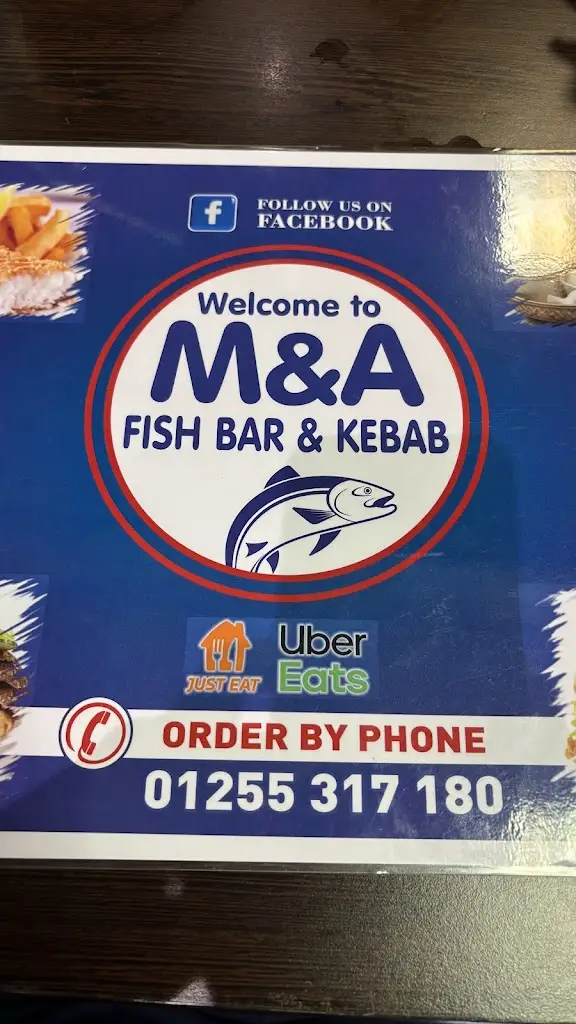 f
FOLLOW US ON
FACEBOOK
Welcome to
M&A
FISH BAR & KEBAB
JUST EAT
Uber
Eats
ORDER BY PHONE
01255 317 180